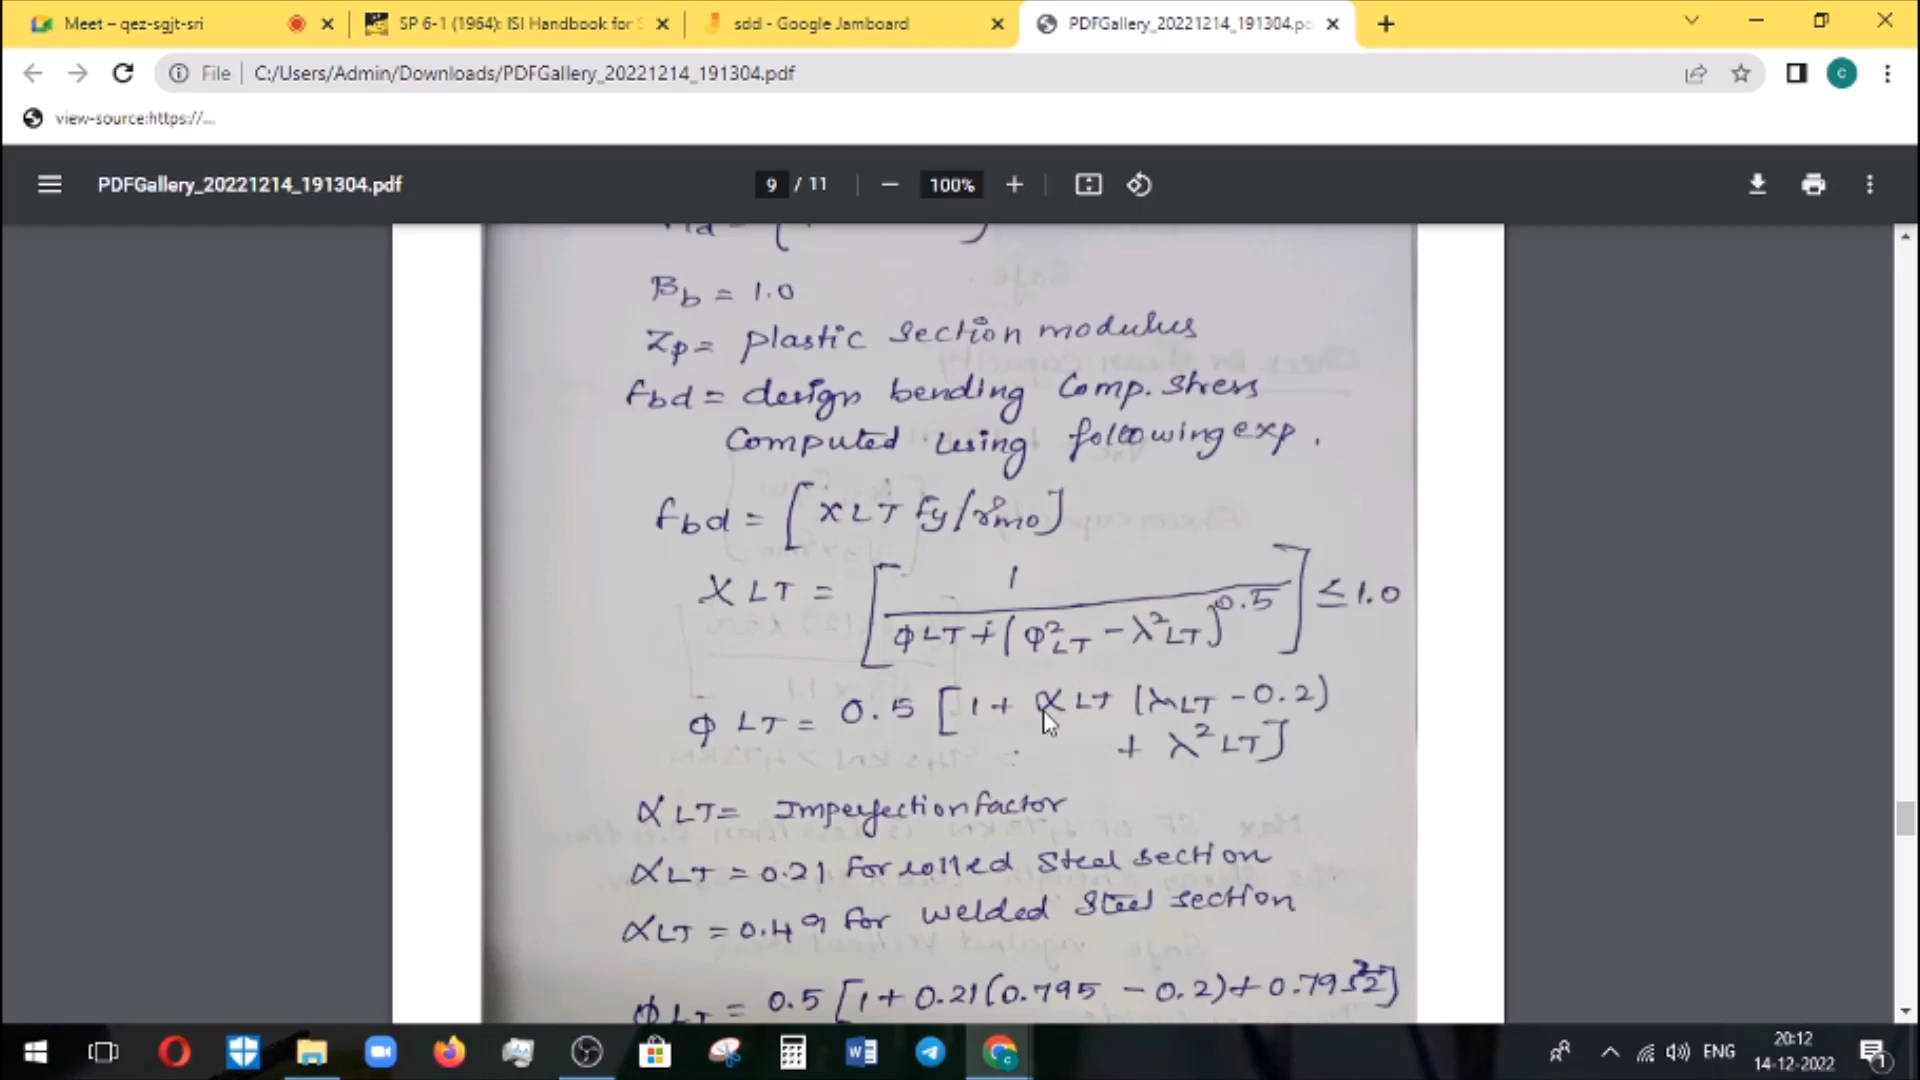 Meet – qez-sgjt-sri
SP 6-1 (1964): ISI Handbook for S
sdd - Google Jamboard
PDFGallery_20221214_191304.pd
File
C:/Users/Admin/Downloads/PDFGallery_20221214_191304.pdf
c
view-source:https://...
PDFGallery_20221214_191304.pdf
9 / 11
100%
Bb = 1.0
Zp = plastic section modulus
fbd = design bending Comp. stress
Computed using following exp.
fbd = [XLT fy/γmo]
XLT = [1 / ϕLT + (ϕ²LT - λ²LT]^0.5] ≤ 1.0
ϕLT = 0.5 [1 + αLT (λLT - 0.2)
+ λ²LT]
αLT = Imperfection factor
αLT = 0.21 for rolled steel section
αLT = 0.49 for welded steel section
ϕLT = 0.5 [1 + 0.21(0.795 - 0.2) + 0.795²]
ENG
20:12
14-12-2022
1